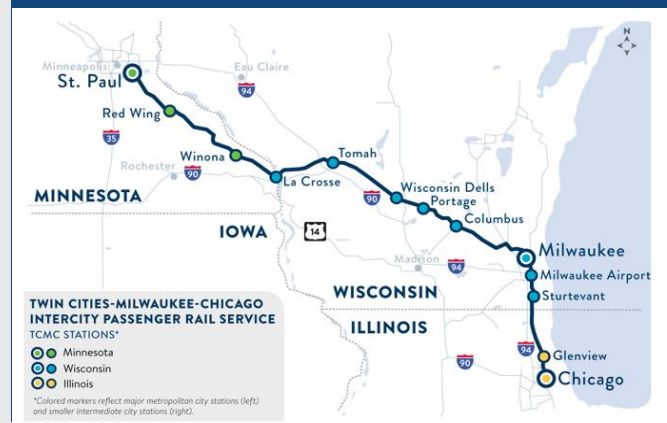 N
Minneapolis
St. Paul
Eau Claire
94
Red Wing
35
Winona
Rochester
90
Tomah
La Crosse
90
Wisconsin Dells
Portage
Columbus
MINNESOTA
IOWA
14
Madison
94
Milwaukee
Milwaukee Airport
Sturtevant
WISCONSIN
ILLINOIS
94
90
Glenview
Chicago
TWIN CITIES-MILWAUKEE-CHICAGO
INTERCITY PASSENGER RAIL SERVICE
TCMC STATIONS*
Minnesota
Wisconsin
Illinois
*Colored markers reflect major metropolitan city stations (left)
and smaller intermediate city stations (right).